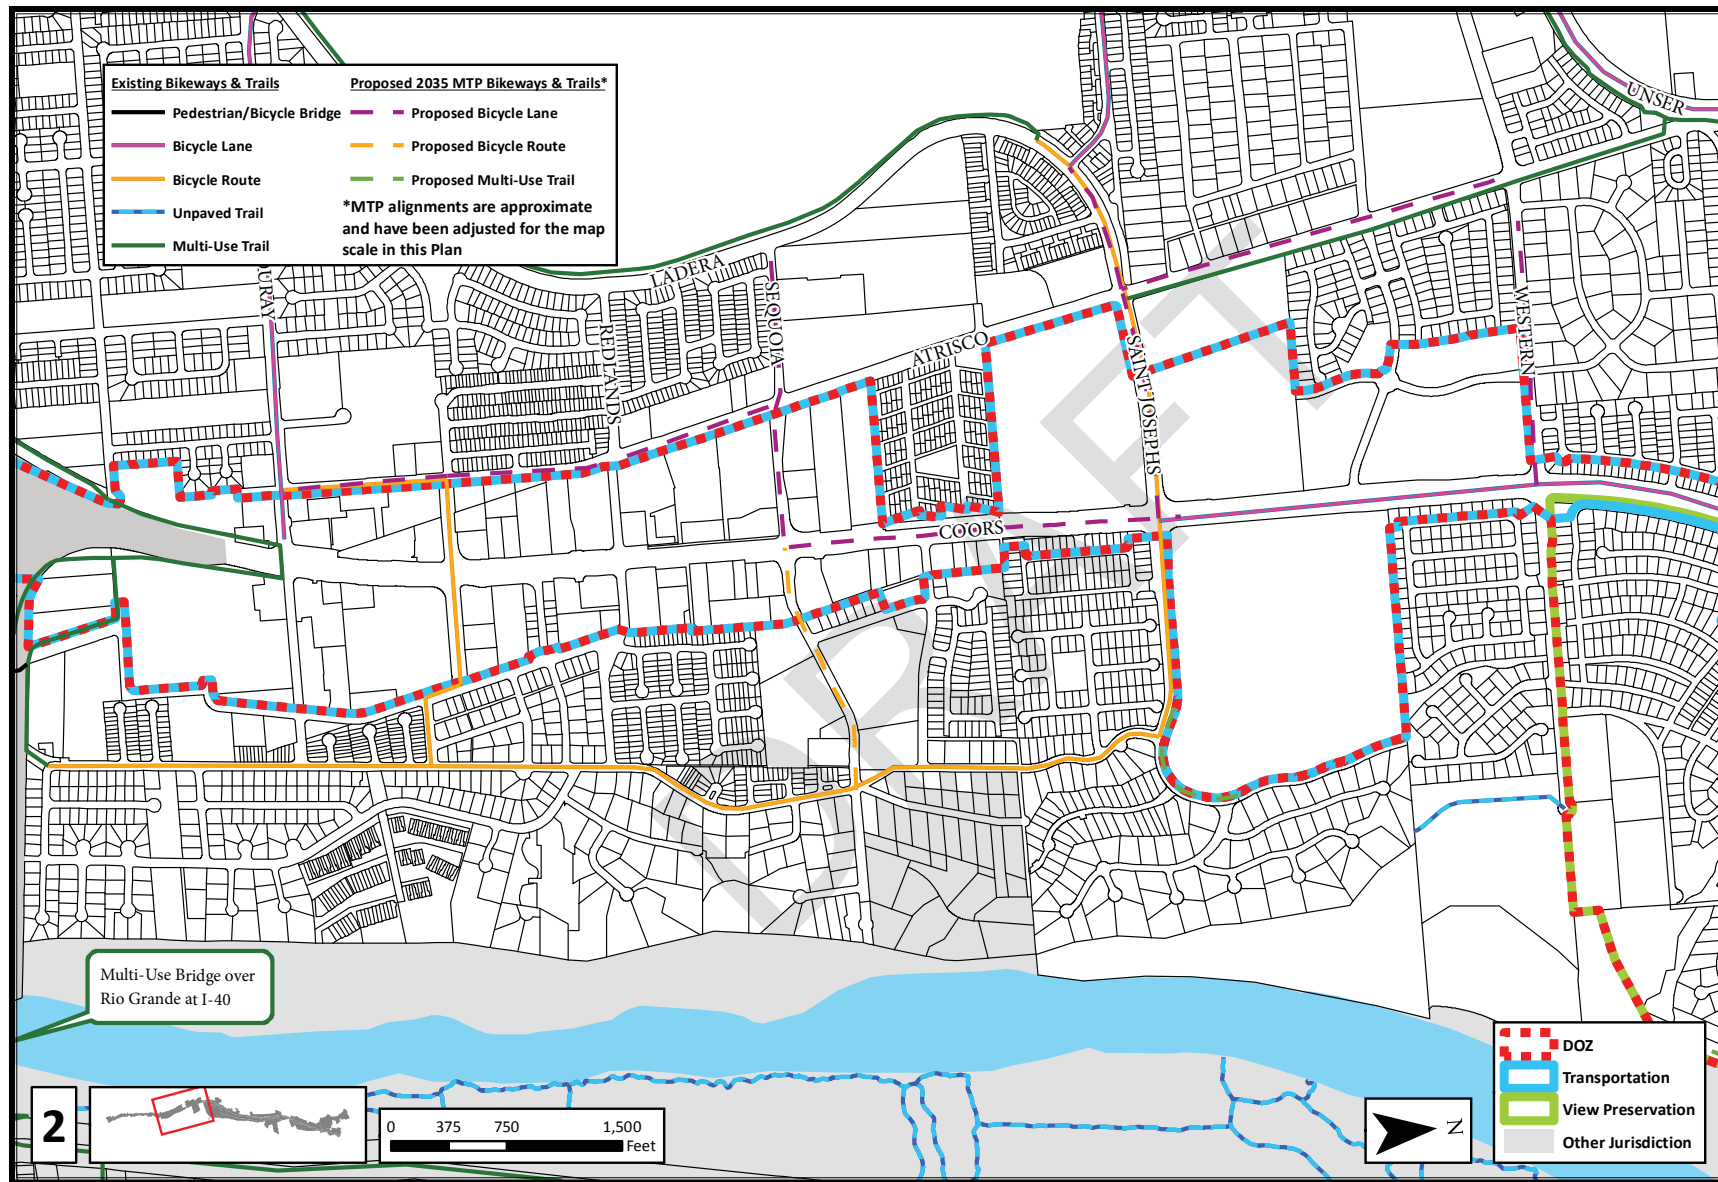 Existing Bikeways & Trails
Pedestrian/Bicycle Bridge
Bicycle Lane
Bicycle Route
Unpaved Trail
Multi-Use Trail
Proposed 2035 MTP Bikeways & Trails*
Proposed Bicycle Lane
Proposed Bicycle Route
Proposed Multi-Use Trail
*MTP alignments are approximate
and have been adjusted for the map
scale in this Plan
UNSER
LADERA
SEQUOIA
REDLANDS
ATRISCO
SAINT JOSEPHS
WESTERN
COORS
DRAFT
Multi-Use Bridge over
Rio Grande at I-40
2
0 375 750 1,500
Feet
N
DOZ
Transportation
View Preservation
Other Jurisdiction